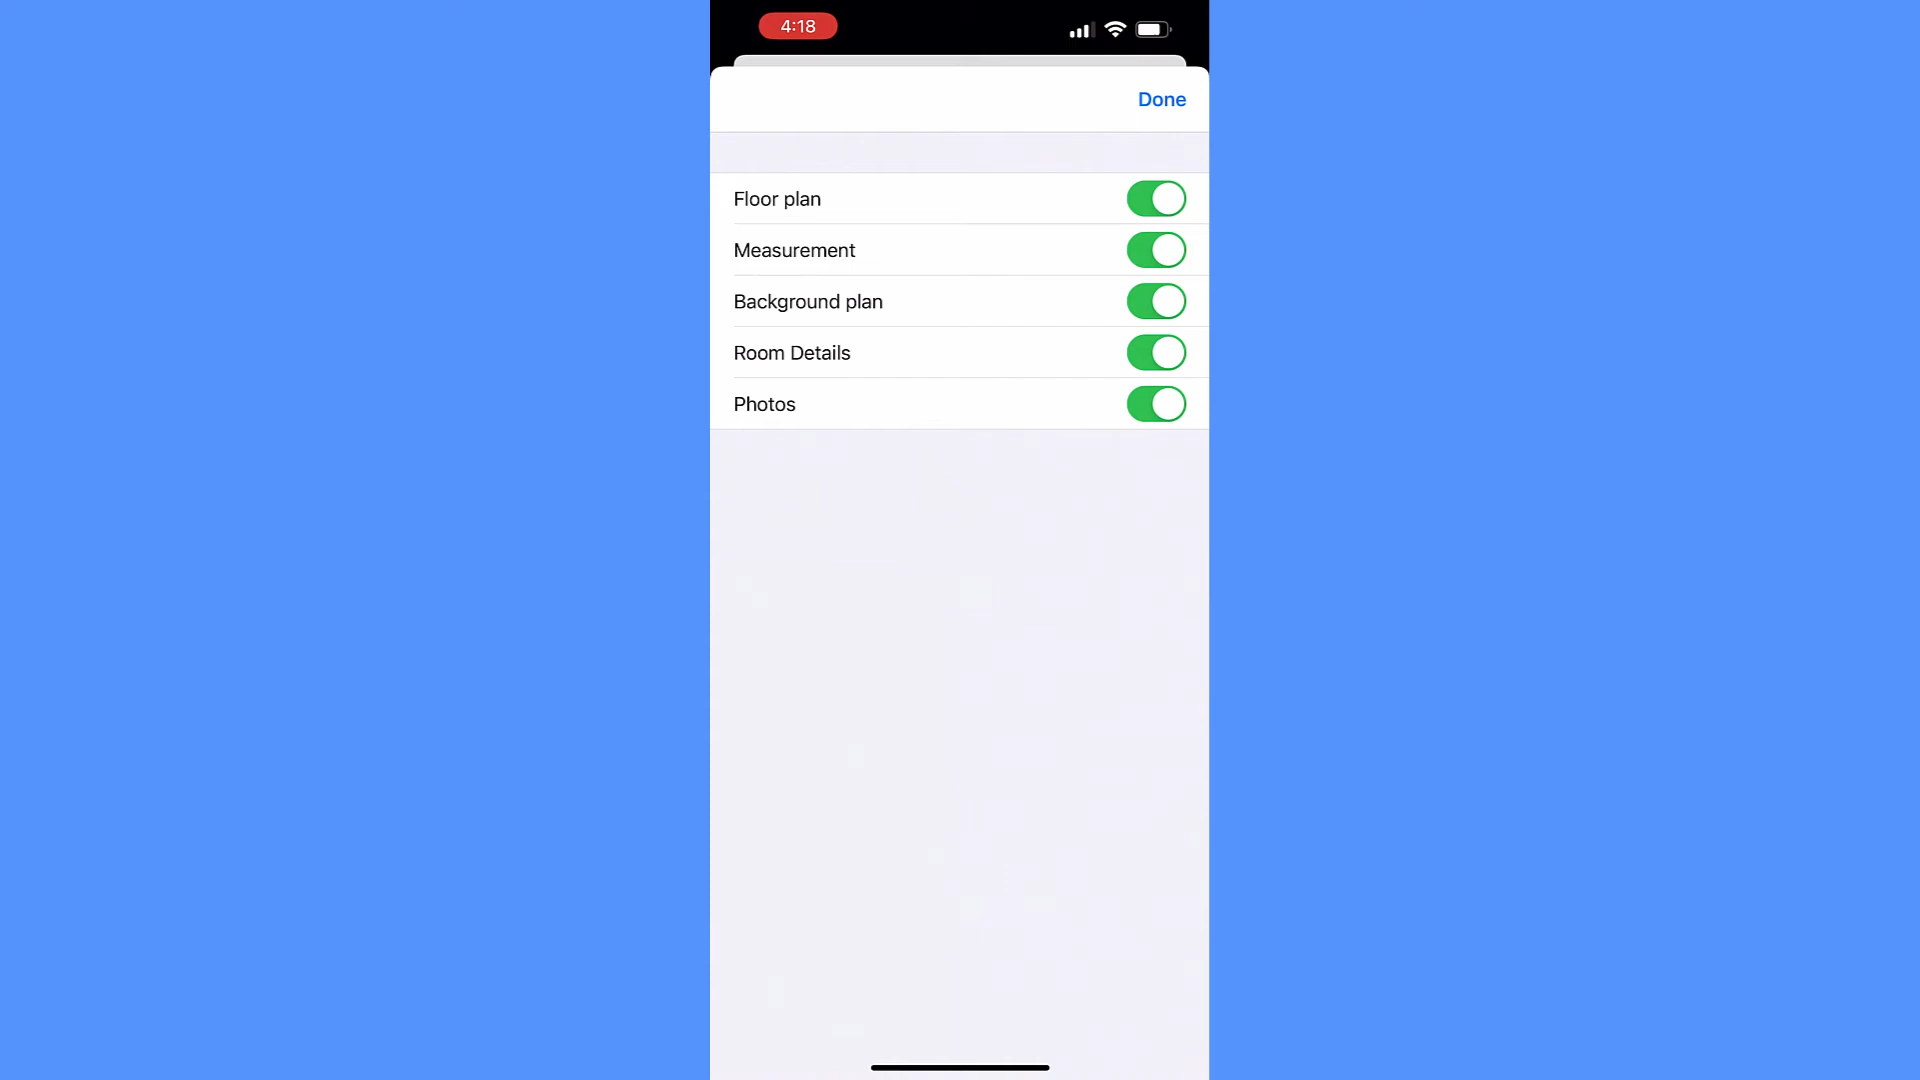 4:18
Done
Floor plan
Measurement
Background plan
Room Details
Photos